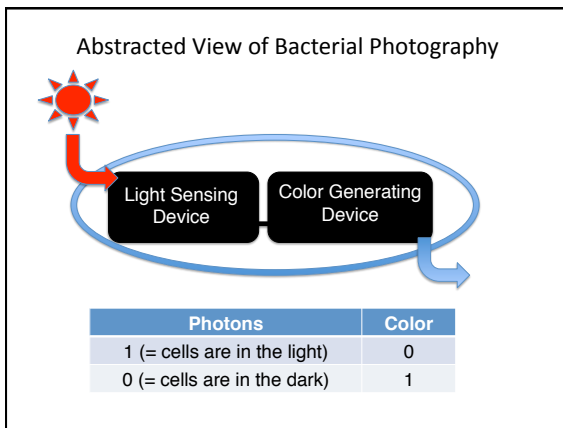 Abstracted View of Bacterial Photography
Light Sensing
Device
Color Generating
Device
Photons Color
1 (= cells are in the light) 0
0 (= cells are in the dark) 1